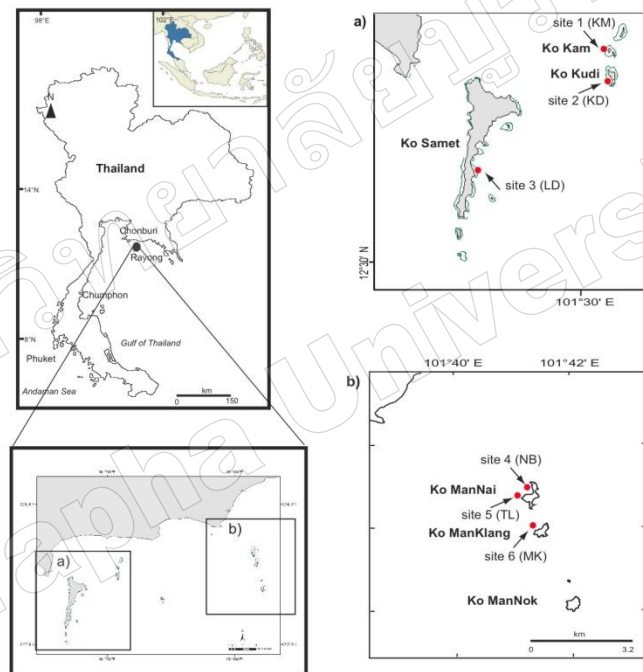 98° E
102° E
N
Thailand
14°N
Chonburi
Rayong
Chumphon
8°N
Gulf of Thailand
Phuket
Andaman Sea
km
0 150
a)
b)
a)
site 1 (KM)
Ko Kam
Ko Kudi
site 2 (KD)
Ko Samet
site 3 (LD)
12°30' N
101°30' E
101°40' E
101°42' E
b)
site 4 (NB)
Ko ManNai
site 5 (TL)
Ko ManKlang
site 6 (MK)
Ko ManNok
km
0 3.2